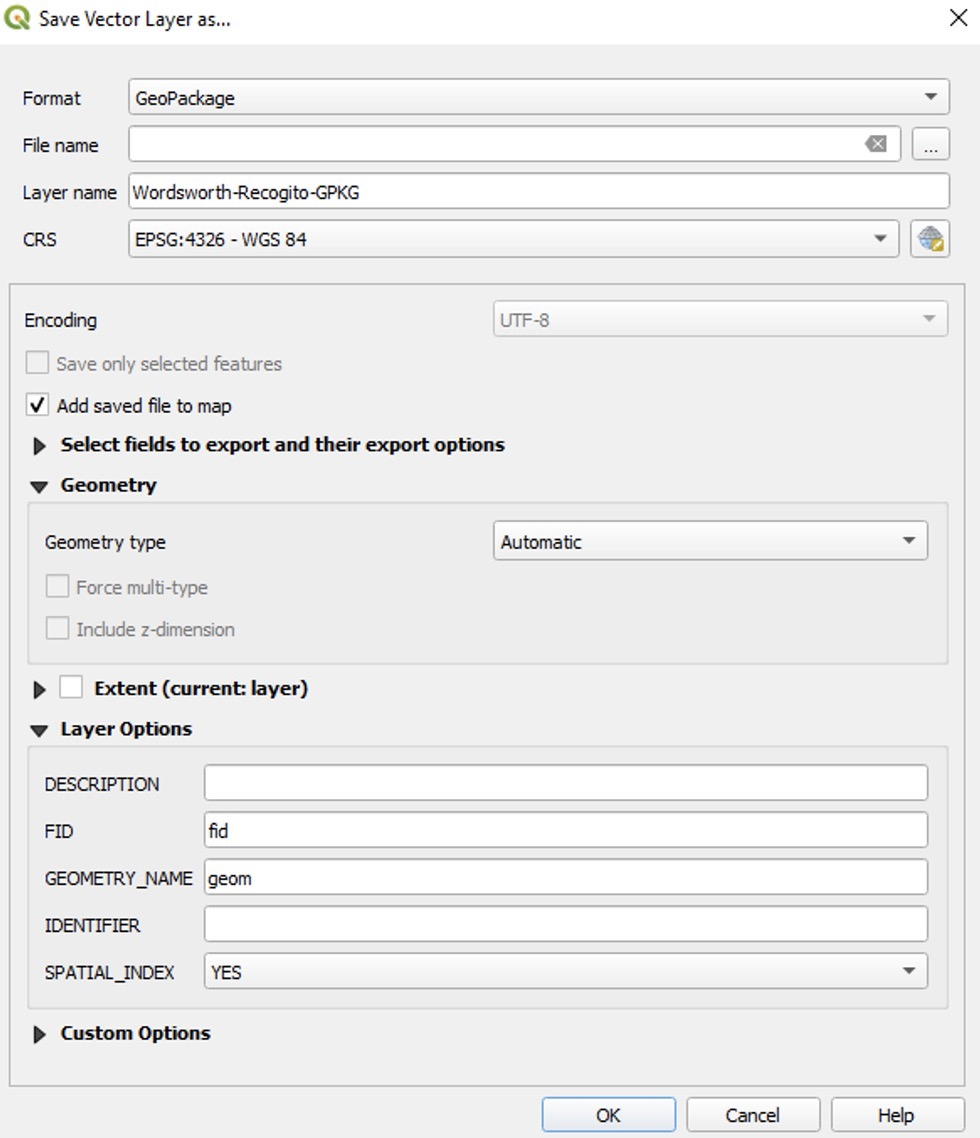 Save Vector Layer as...
Format GeoPackage
File name ...
Layer name Wordsworth-Recogito-GPKG
CRS EPSG:4326 - WGS 84
Encoding UTF-8
Save only selected features
Add saved file to map
Select fields to export and their export options
Geometry
Geometry type Automatic
Force multi-type
Include z-dimension
Extent (current: layer)
Layer Options
DESCRIPTION
FID fid
GEOMETRY_NAME geom
IDENTIFIER
SPATIAL_INDEX YES
Custom Options
OK Cancel Help